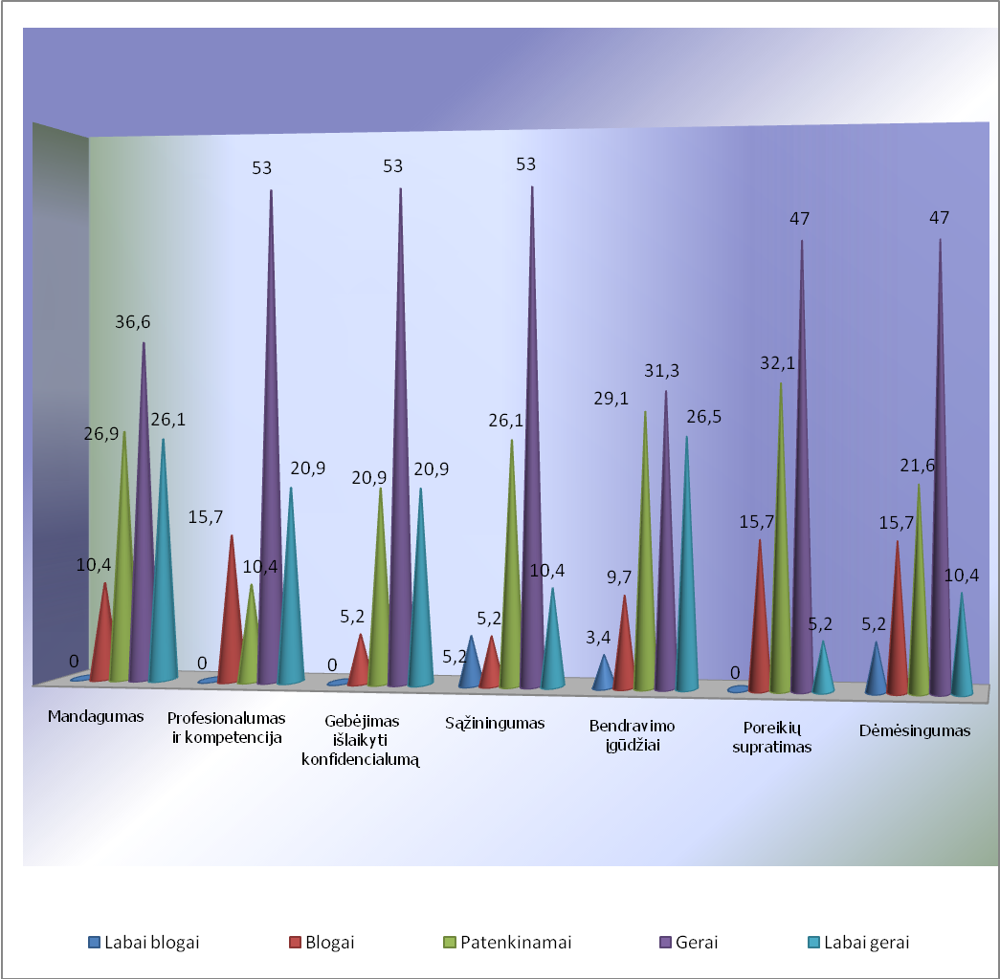 53
53
53
47
47
36,6
32,1
31,3
29,1
26,9
26,1
26,1
26,5
20,9
20,9
20,9
21,6
15,7
15,7
15,7
10,4
10,4
10,4
10,4
9,7
5,2
5,2
5,2
5,2
5,2
3,4
0
0
0
0
Mandagumas
Profesionalumas
ir kompetencija
Gebėjimas
išlaikyti
konfidencialumą
Sąžiningumas
Bendravimo
įgūdžiai
Poreikių
supratimas
Dėmėsingumas
Labai blogai
Blogai
Patenkinamai
Gerai
Labai gerai